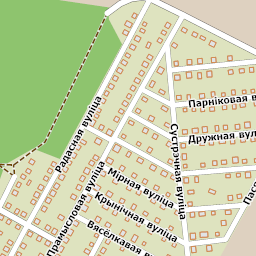 Парніковая в
Радасная вуліца
Сустрэчная вуліца
Дружная вул
Мірная вуліца
Прамысловая вуліца
Крынічная вуліца
Вясёлкавая вуліца
Пас